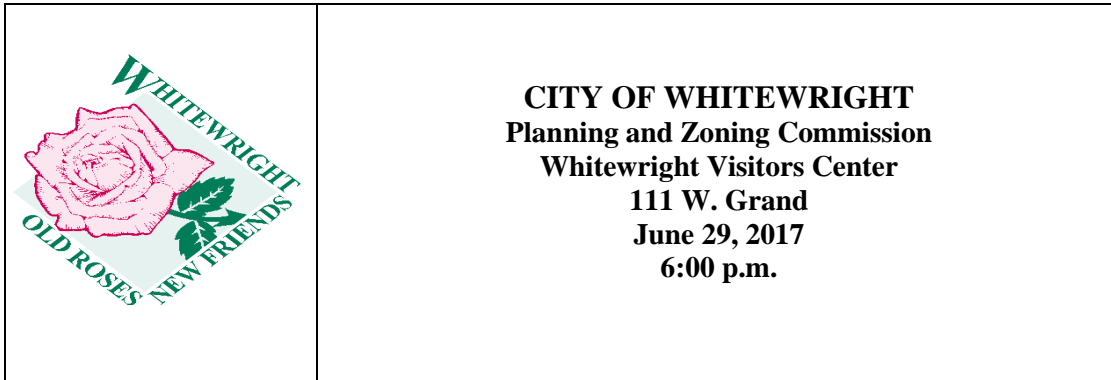 WHITEWRIGHT
OLD ROSES
NEW FRIENDS
CITY OF WHITEWRIGHT
Planning and Zoning Commission
Whitewright Visitors Center
111 W. Grand
June 29, 2017
6:00 p.m.